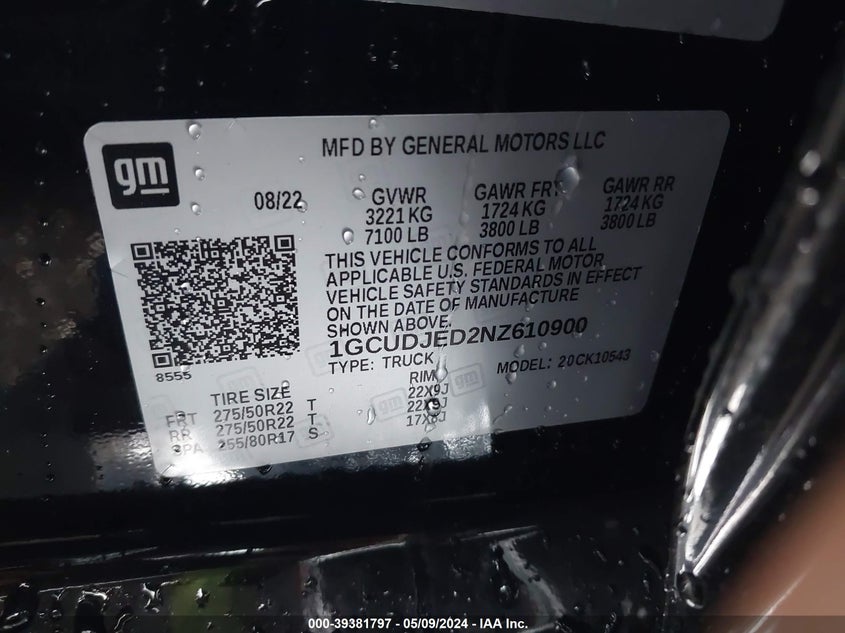 gm
MFD BY GENERAL MOTORS LLC
08/22
GVWR GAWR FRT GAWR RR
3221 KG 1724 KG 1724 KG
7100 LB 3800 LB 3800 LB
THIS VEHICLE CONFORMS TO ALL
APPLICABLE U.S. FEDERAL MOTOR
VEHICLE SAFETY STANDARDS IN EFFECT
ON THE DATE OF MANUFACTURE
SHOWN ABOVE.
1GCUDJED2NZ610900
8555
TYPE: TRUCK MODEL: 20CK10543
TIRE SIZE RIM
FRT 275/50R22 T 22X9J
RR 275/50R22 T 22X9J
SPA 255/80R17 S 17X8J
000-39381797 - 05/09/2024 - IAA Inc.